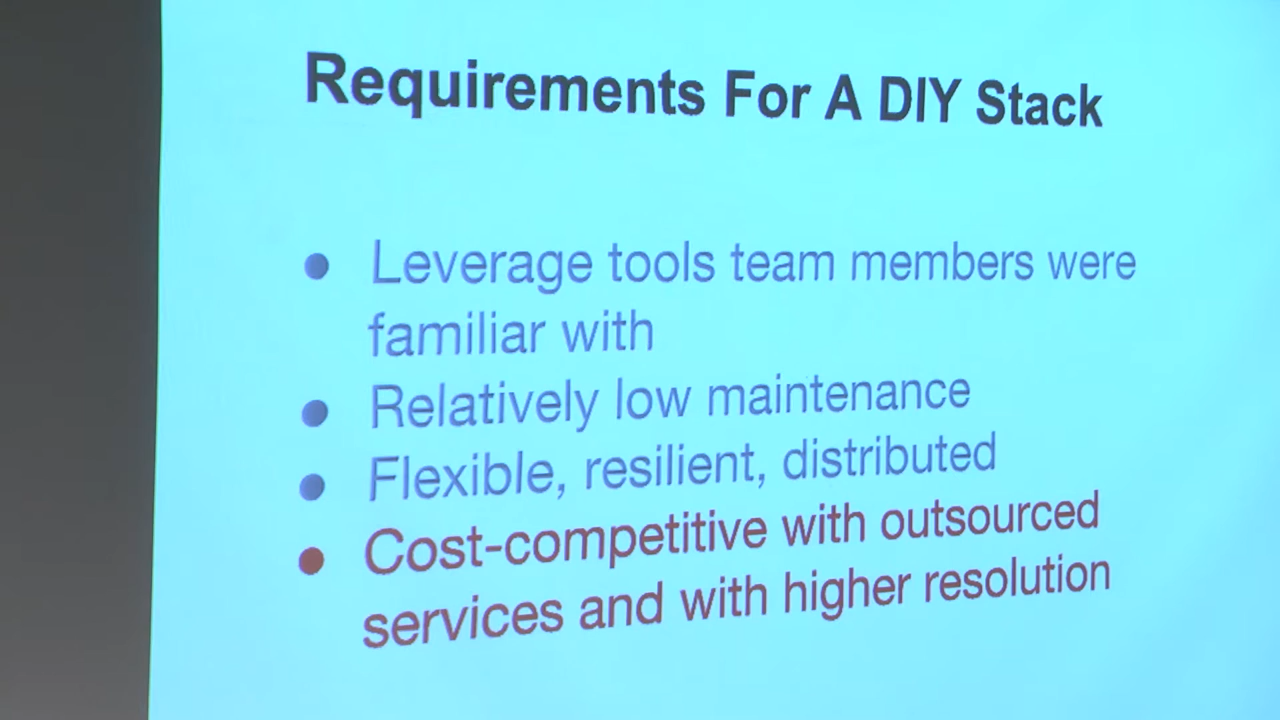 Requirements For A DIY Stack
● Leverage tools team members were
familiar with
● Relatively low maintenance
● Flexible, resilient, distributed
● Cost-competitive with outsourced
services and with higher resolution